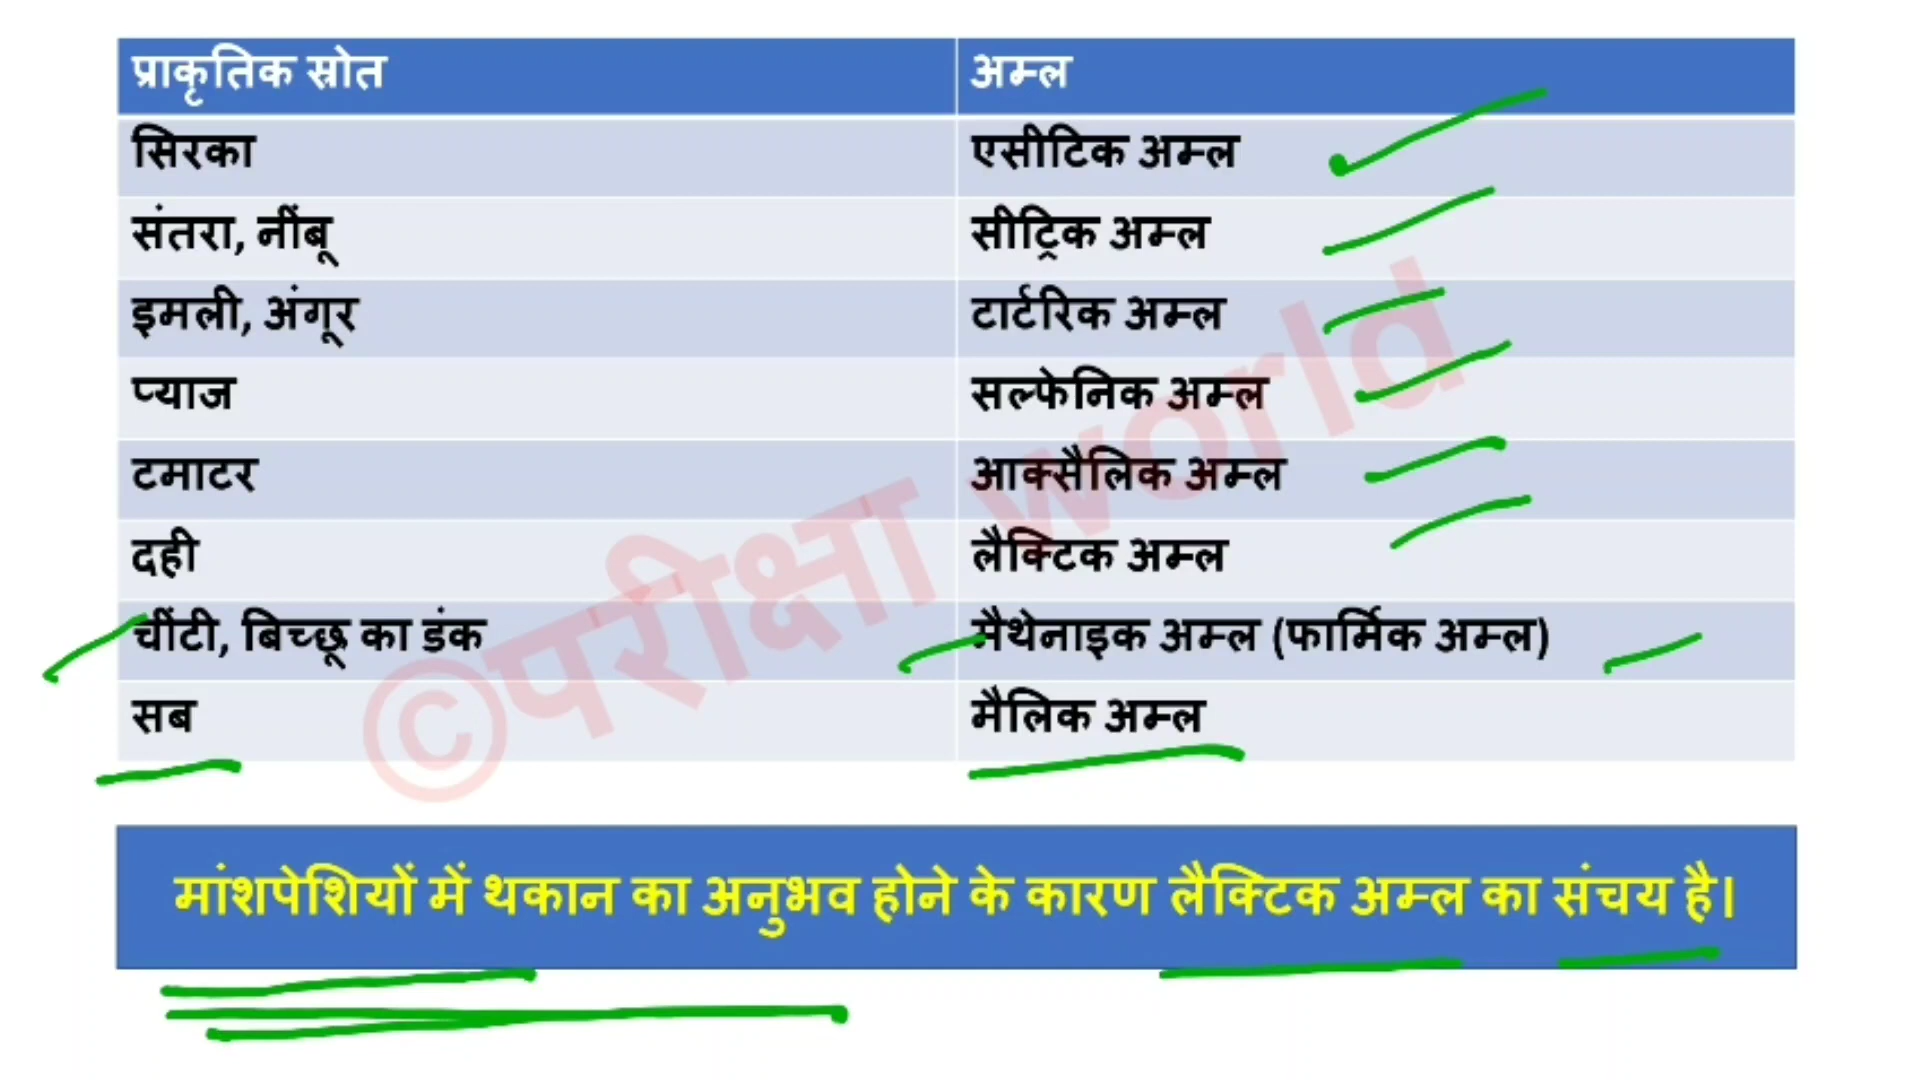 प्राकृतिक स्रोत अम्ल
सिरका एसीटिक अम्ल
संतरा, नींबू सीट्रिक अम्ल
इमली, अंगूर टार्टरिक अम्ल
प्याज सल्फेनिक अम्ल
टमाटर आक्सैलिक अम्ल
दही लैक्टिक अम्ल
चींटी, बिच्छू का डंक मैथेनाइक अम्ल (फार्मिक अम्ल)
सब मैलिक अम्ल
©परीक्षा world
मांशपेशियों में थकान का अनुभव होने के कारण लैक्टिक अम्ल का संचय है।